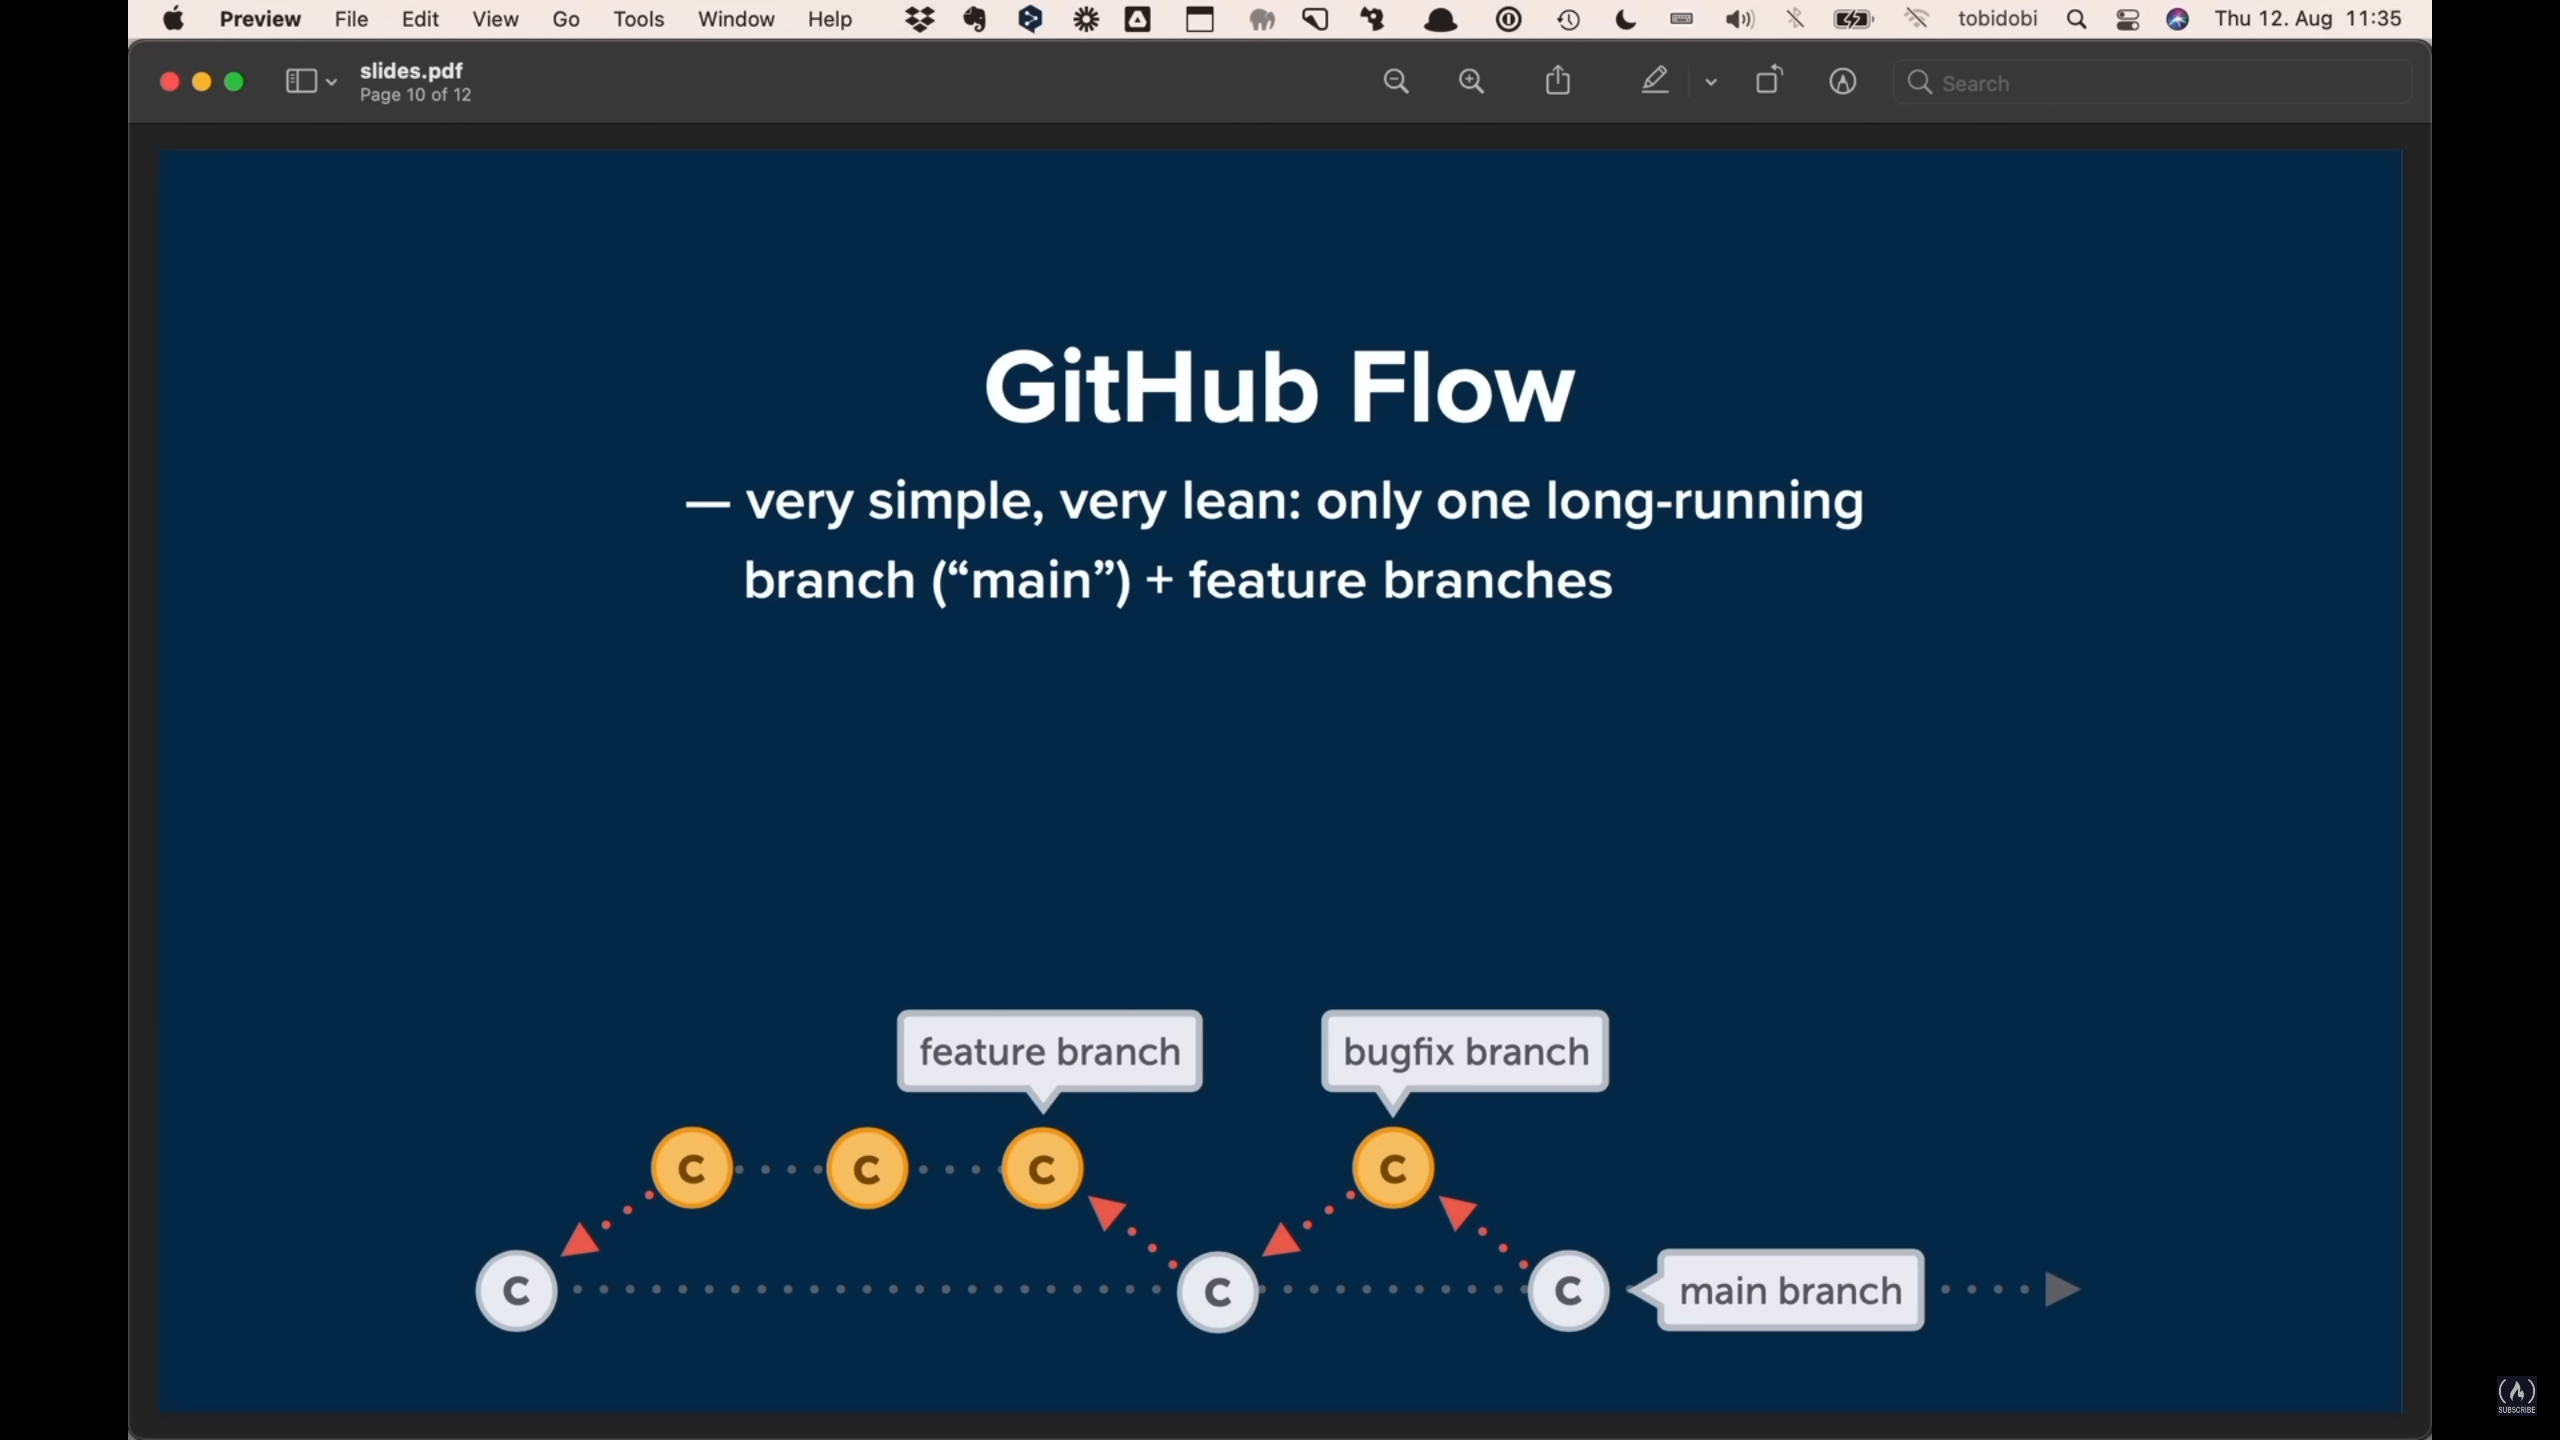 Preview File Edit View Go Tools Window Help tobidobi Thu 12. Aug 11:35
slides.pdf
Page 10 of 12
Search
GitHub Flow
— very simple, very lean: only one long-running
branch (“main”) + feature branches
feature branch
bugfix branch
C C C C
C C C main branch
SUBSCRIBE